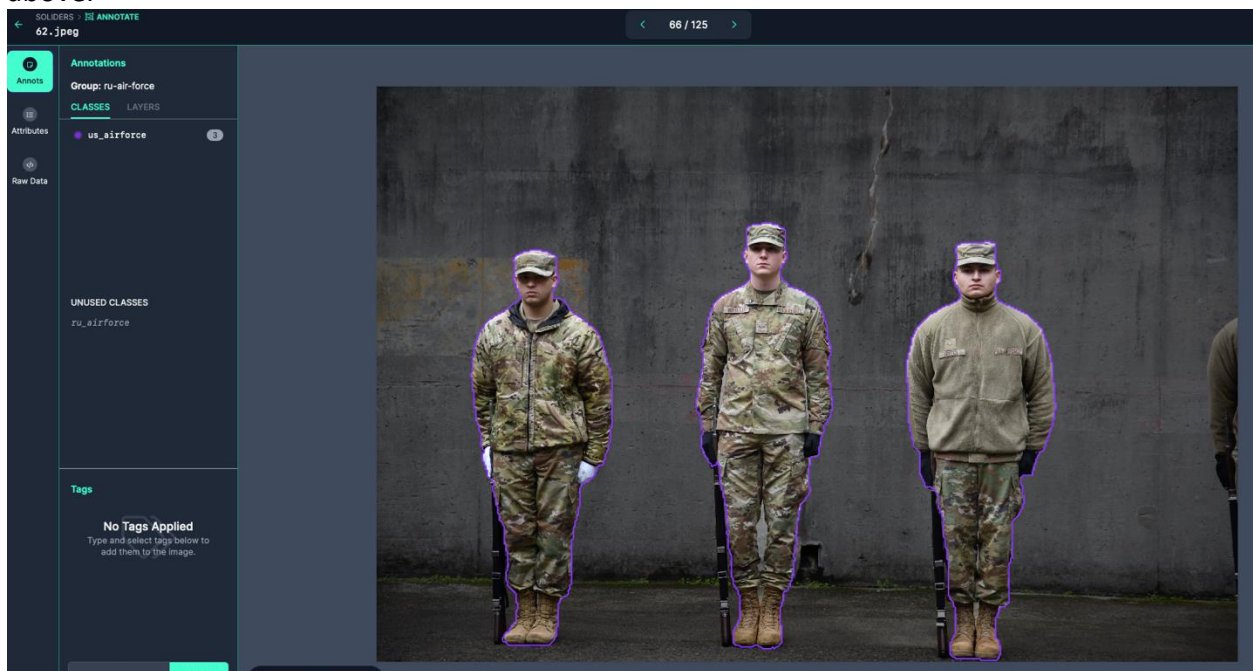 above.
SOLIDERS > ANNOTATE
62.jpeg
66 / 125
Annots
Attributes
Raw Data
Annotations
Group: ru-air-force
CLASSES LAYERS
us_airforce 3
UNUSED CLASSES
ru_airforce
Tags
No Tags Applied
Type and select tags below to
add them to the image.